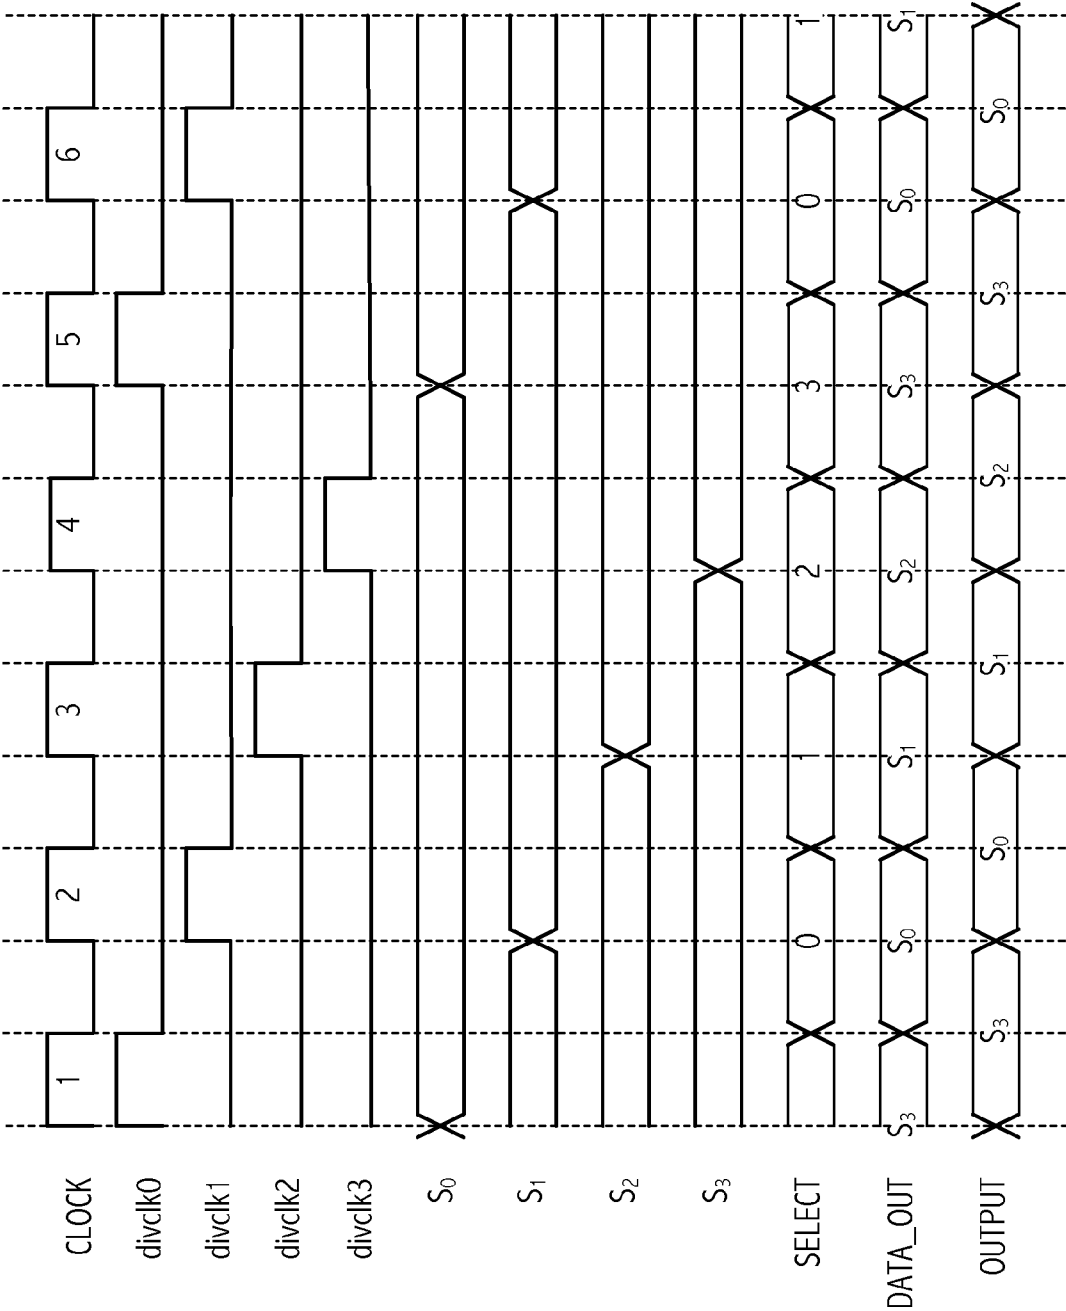 CLOCK 1 2 3 4 5 6
divclk0
divclk1
divclk2
divclk3
S0
S1
S2
S3
SELECT 0 1 2 3 0 1
DATA_OUT S3 S0 S1 S2 S3 S0 S1
OUTPUT S3 S0 S1 S2 S3 S0